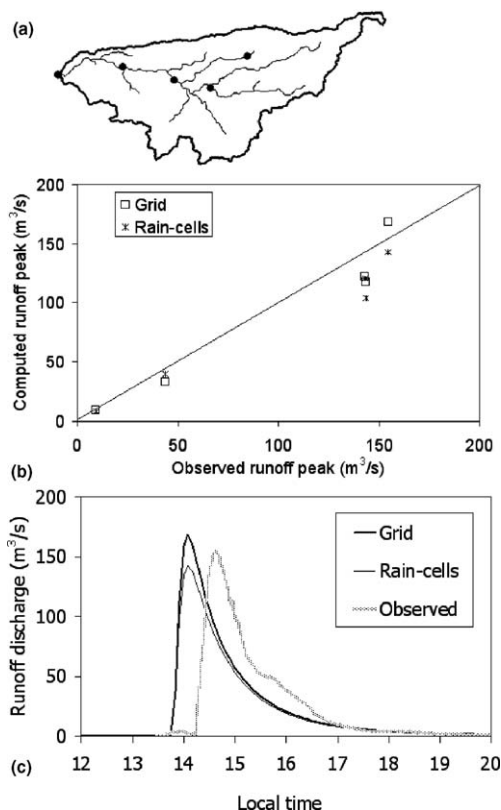 (a)
200
150
100
50
0
Computed runoff peak (m³/s)
Grid
Rain-cells
0 50 100 150 200
(b)
Observed runoff peak (m³/s)
200
150
100
50
0
Runoff discharge (m³/s)
Grid
Rain-cells
Observed
12 13 14 15 16 17 18 19 20
(c)
Local time